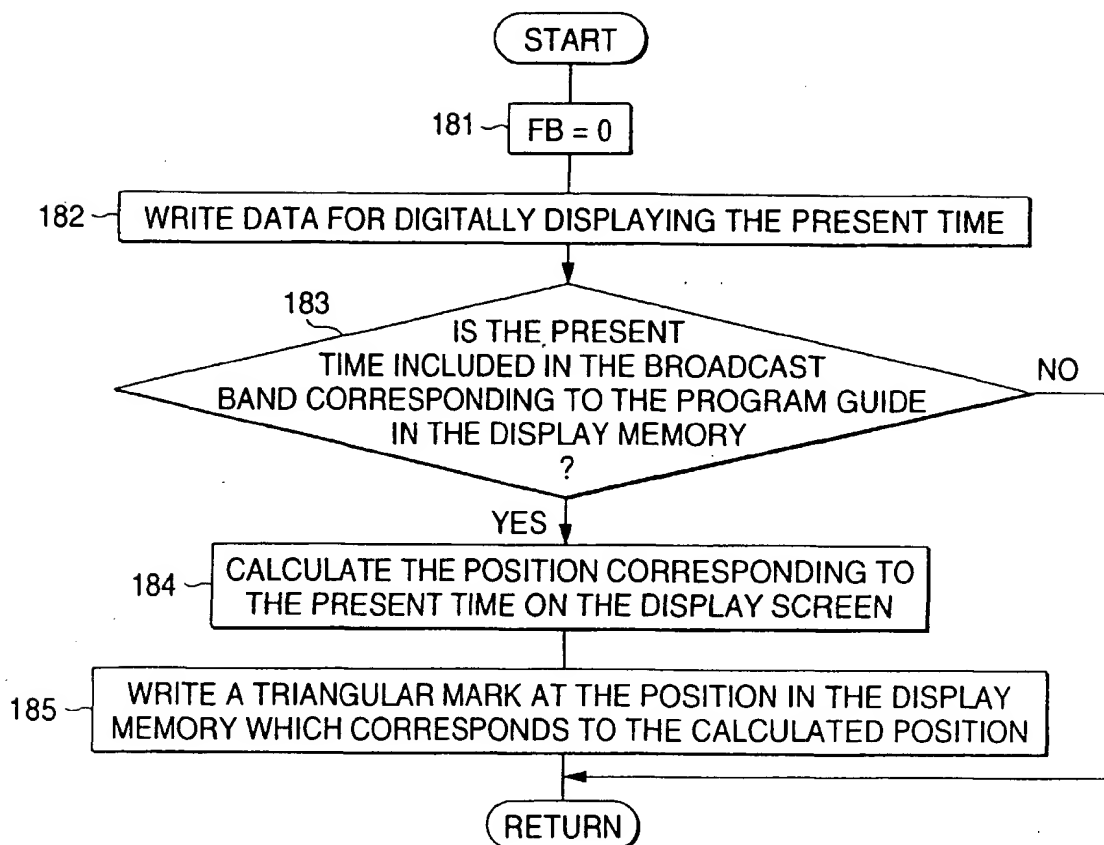 START
181
FB = 0
182
WRITE DATA FOR DIGITALLY DISPLAYING THE PRESENT TIME
183
IS THE PRESENT
TIME INCLUDED IN THE BROADCAST
BAND CORRESPONDING TO THE PROGRAM GUIDE
IN THE DISPLAY MEMORY
?
NO
YES
184
CALCULATE THE POSITION CORRESPONDING TO
THE PRESENT TIME ON THE DISPLAY SCREEN
185
WRITE A TRIANGULAR MARK AT THE POSITION IN THE DISPLAY
MEMORY WHICH CORRESPONDS TO THE CALCULATED POSITION
RETURN